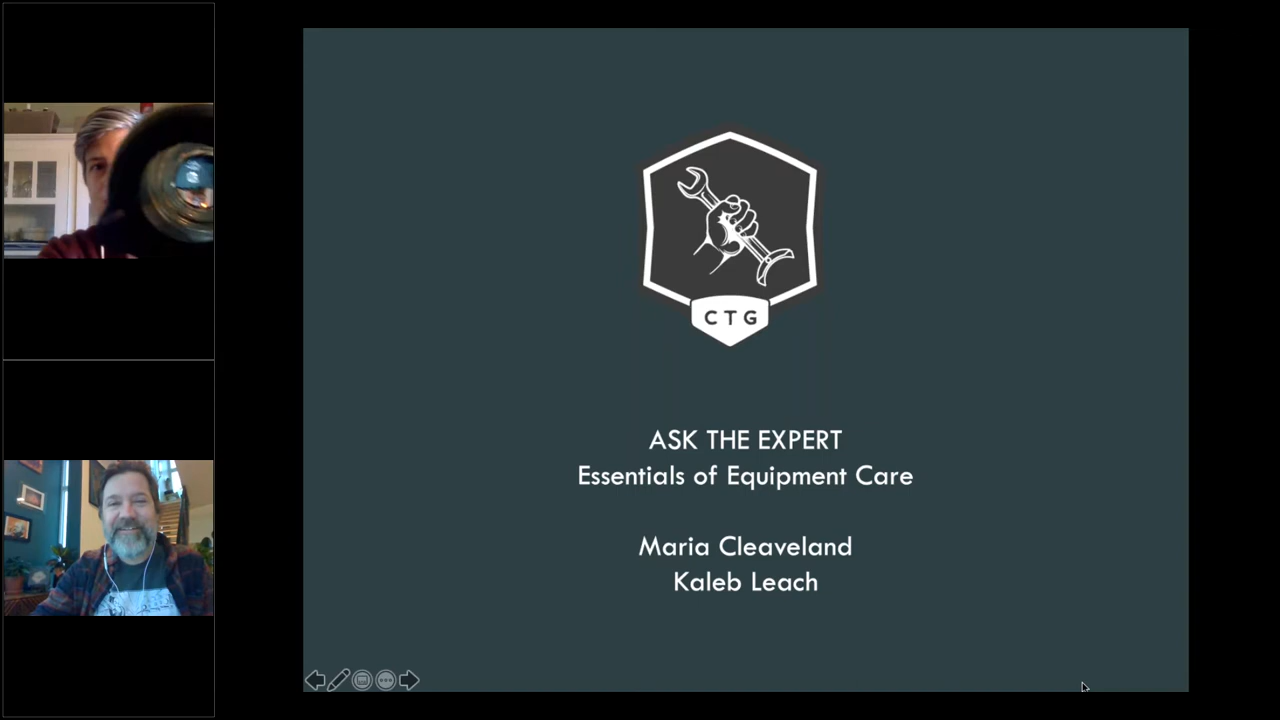 CTG
ASK THE EXPERT
Essentials of Equipment Care
Maria Cleaveland
Kaleb Leach